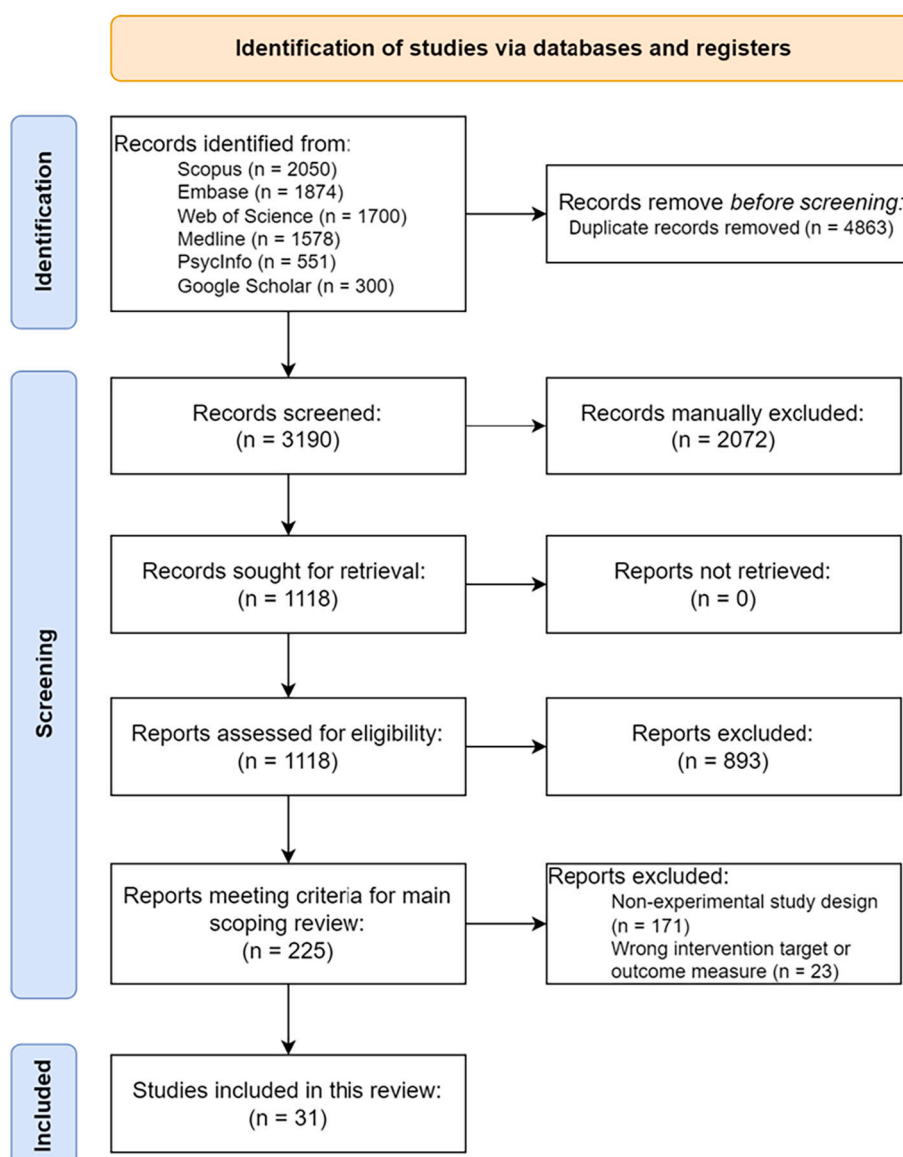 Identification of studies via databases and registers
Identification
Records identified from:
Scopus (n = 2050)
Embase (n = 1874)
Web of Science (n = 1700)
Medline (n = 1578)
PsycInfo (n = 551)
Google Scholar (n = 300)
Records remove before screening:
Duplicate records removed (n = 4863)
Screening
Records screened:
(n = 3190)
Records manually excluded:
(n = 2072)
Records sought for retrieval:
(n = 1118)
Reports not retrieved:
(n = 0)
Reports assessed for eligibility:
(n = 1118)
Reports excluded:
(n = 893)
Reports meeting criteria for main
scoping review:
(n = 225)
Reports excluded:
Non-experimental study design
(n = 171)
Wrong intervention target or
outcome measure (n = 23)
Included
Studies included in this review:
(n = 31)